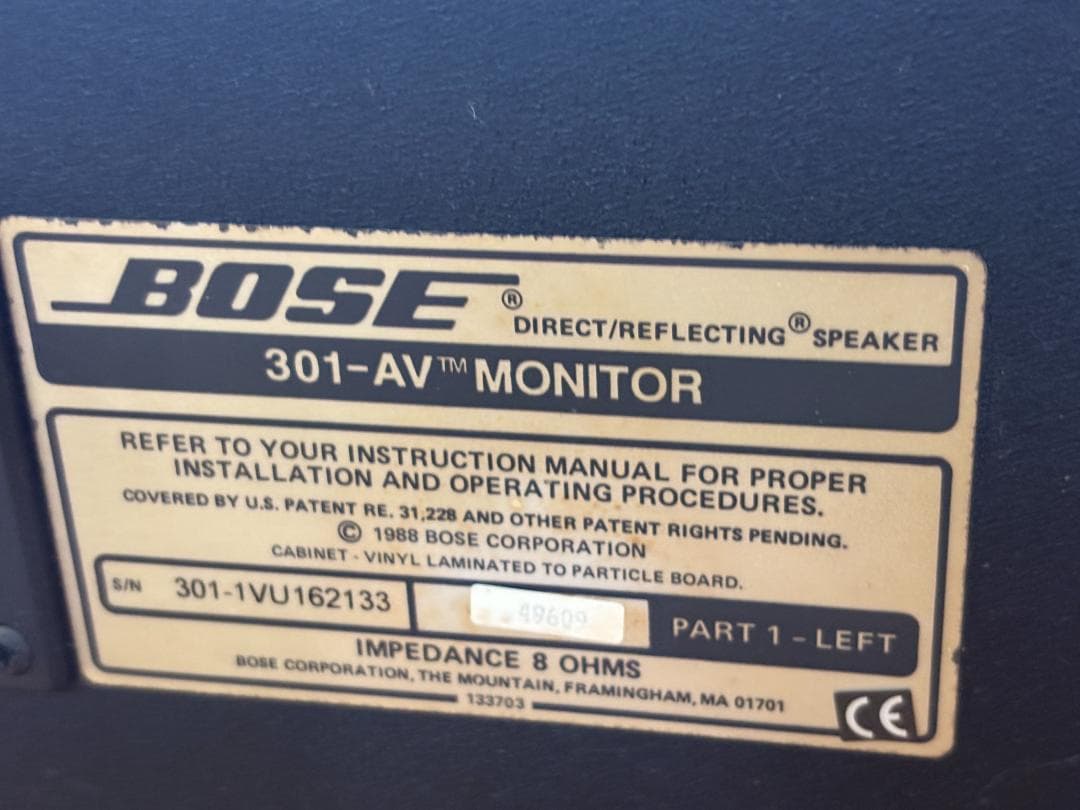 BOSE® DIRECT/REFLECTING® SPEAKER
301-AV™ MONITOR
REFER TO YOUR INSTRUCTION MANUAL FOR PROPER
INSTALLATION AND OPERATING PROCEDURES.
COVERED BY U.S. PATENT RE. 31,228 AND OTHER PATENT RIGHTS PENDING.
© 1988 BOSE CORPORATION
CABINET - VINYL LAMINATED TO PARTICLE BOARD.
S/N 301-1VU162133 49609 PART 1 - LEFT
IMPEDANCE 8 OHMS
BOSE CORPORATION, THE MOUNTAIN, FRAMINGHAM, MA 01701
133703
CE